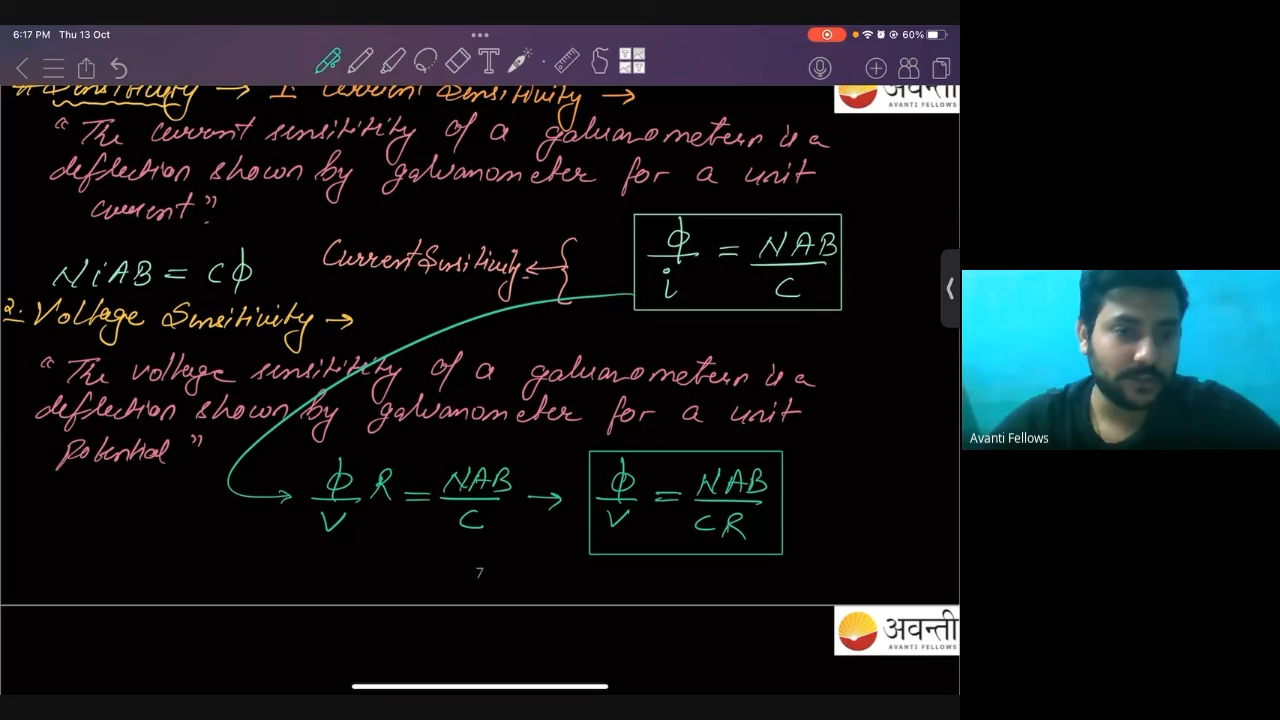 6:17 PM Thu 13 Oct
60%
Sensitivity → 1. Current Sensitivity →
अवन्ती
AVANTI FELLOWS
“The current sensitity of a galvanometer is a
deflection shown by galvanometer for a unit
current”
NiAB = Cϕ
Current Sensitivity ←
ϕ/i = NAB/C
2. Voltage Sensitivity →
“The voltage sensitity of a galvanometer is a
deflection shown by galvanometer for a unit
potential”
ϕ/V R = NAB/C → ϕ/V = NAB/CR
7
अवन्ती
AVANTI FELLOWS
Avanti Fellows